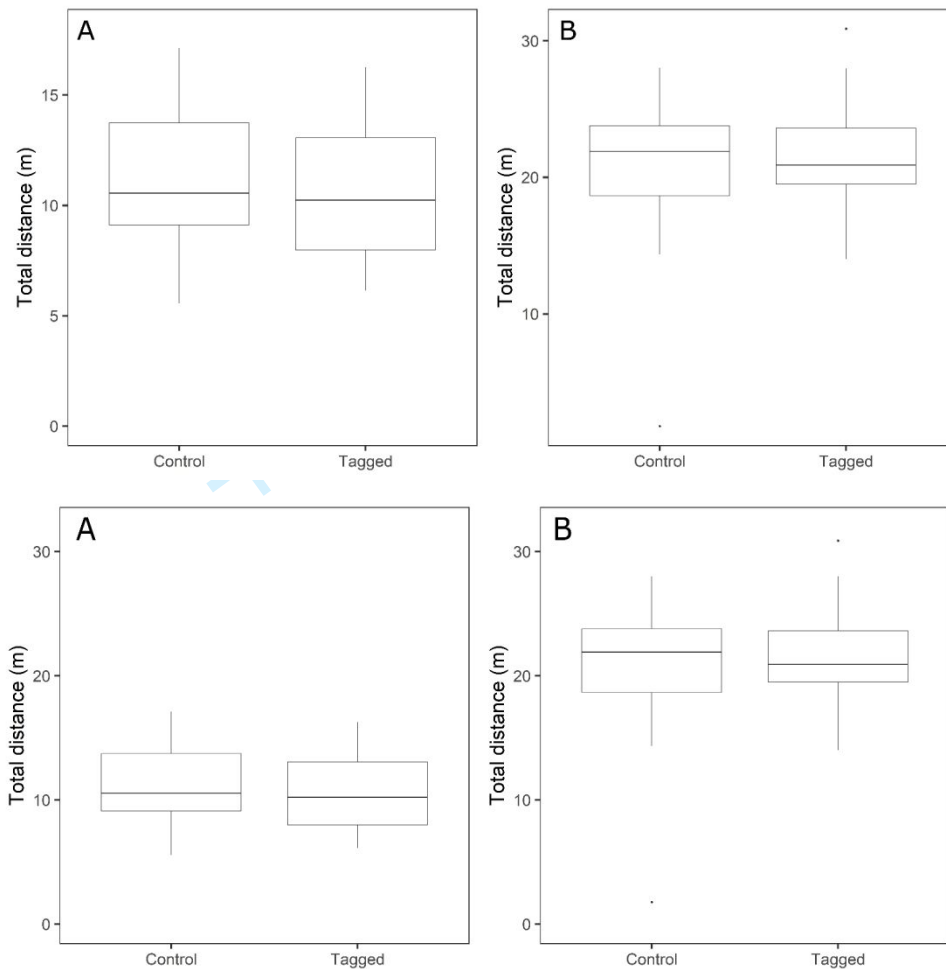 A
B
Total distance (m)
15
10
5
0
Control
Tagged
Total distance (m)
30
20
10
Control
Tagged
A
B
Total distance (m)
30
20
10
0
Control
Tagged
Total distance (m)
30
20
10
0
Control
Tagged